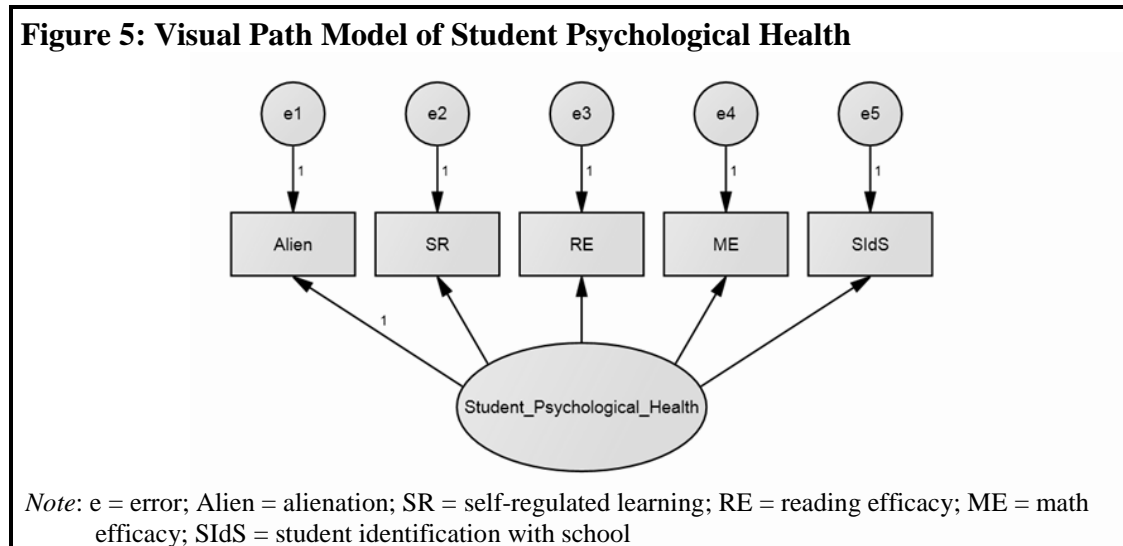 Figure 5: Visual Path Model of Student Psychological Health
e1 e2 e3 e4 e5
1 1 1 1 1
Alien SR RE ME SIdS
1
Student_Psychological_Health
Note: e = error; Alien = alienation; SR = self-regulated learning; RE = reading efficacy; ME = math
efficacy; SIdS = student identification with school